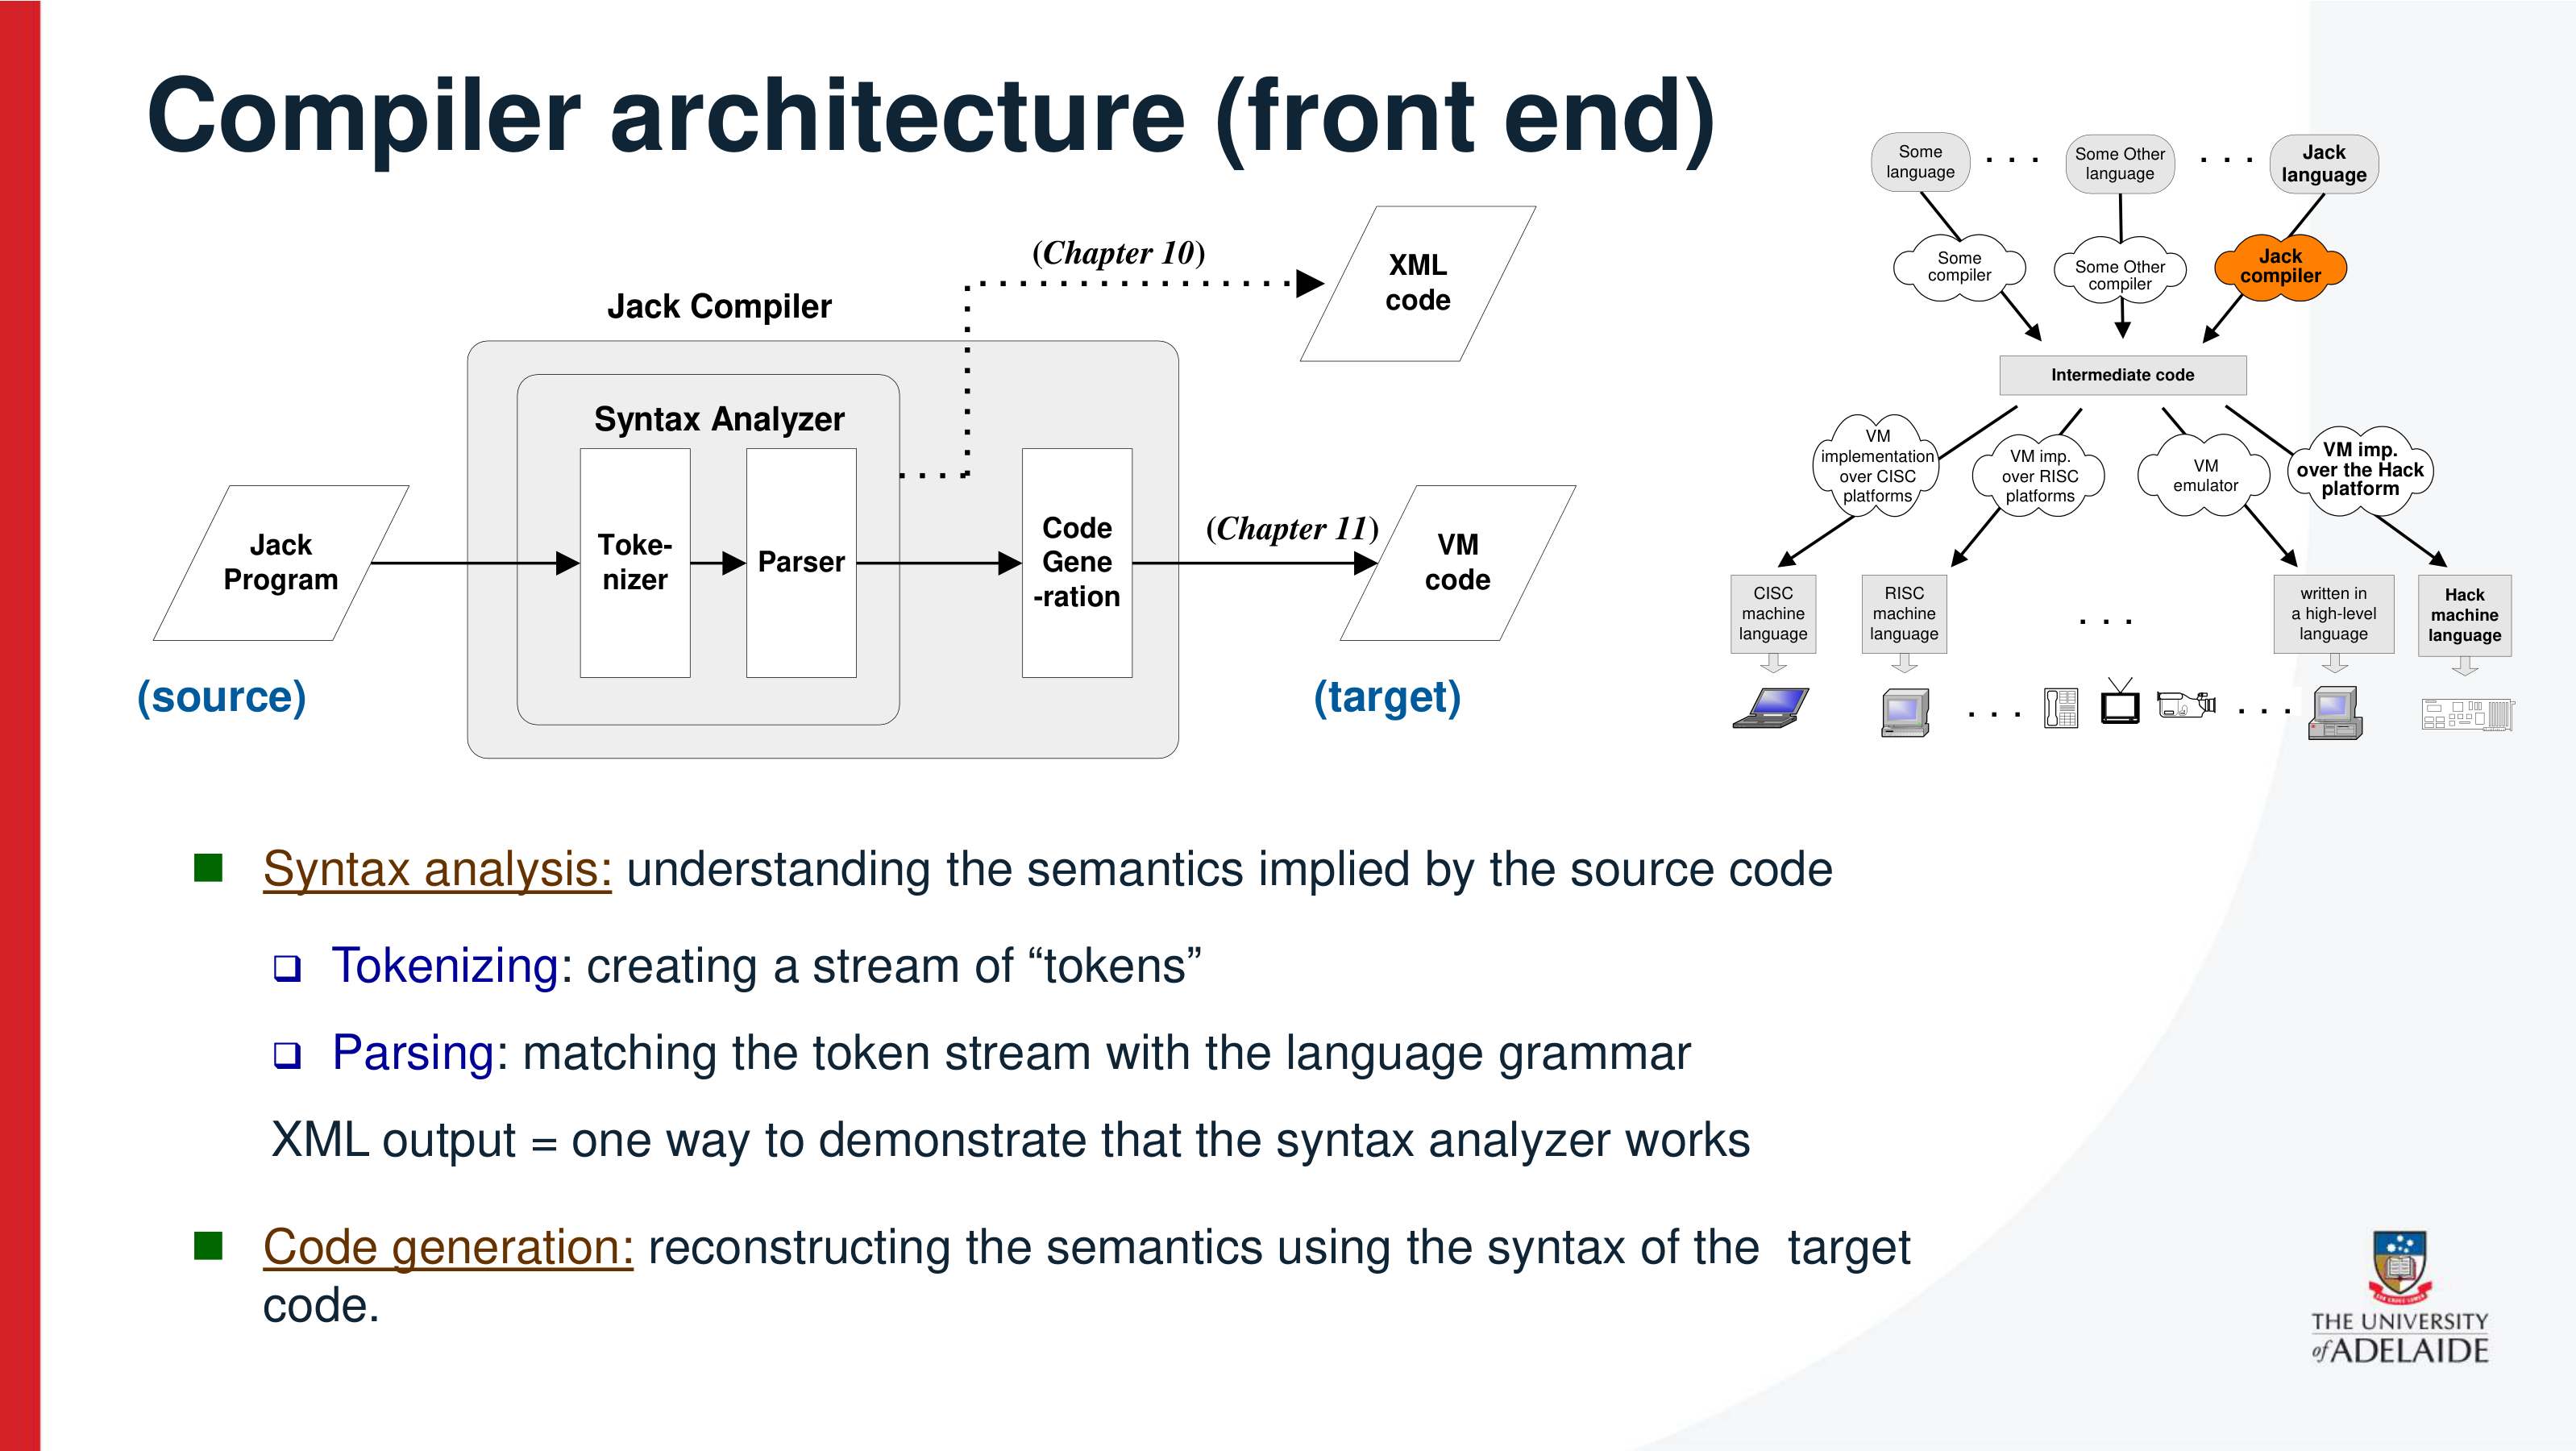 Compiler architecture (front end)
(Chapter 10)
XML
code
Jack Compiler
Syntax Analyzer
Jack
Program
Toke-
nizer
Parser
Code
Gene
-ration
(Chapter 11)
VM
code
(source)
(target)
Some
language
. . .
Some Other
language
. . .
Jack
language
Some
compiler
Some Other
compiler
Jack
compiler
Intermediate code
VM
implementation
over CISC
platforms
VM imp.
over RISC
platforms
VM
emulator
VM imp.
over the Hack
platform
CISC
machine
language
RISC
machine
language
. . .
written in
a high-level
language
Hack
machine
language
. . .
. . .
Syntax analysis: understanding the semantics implied by the source code
Tokenizing: creating a stream of “tokens”
Parsing: matching the token stream with the language grammar
XML output = one way to demonstrate that the syntax analyzer works
Code generation: reconstructing the semantics using the syntax of the  target
code.
THE UNIVERSITY
of ADELAIDE